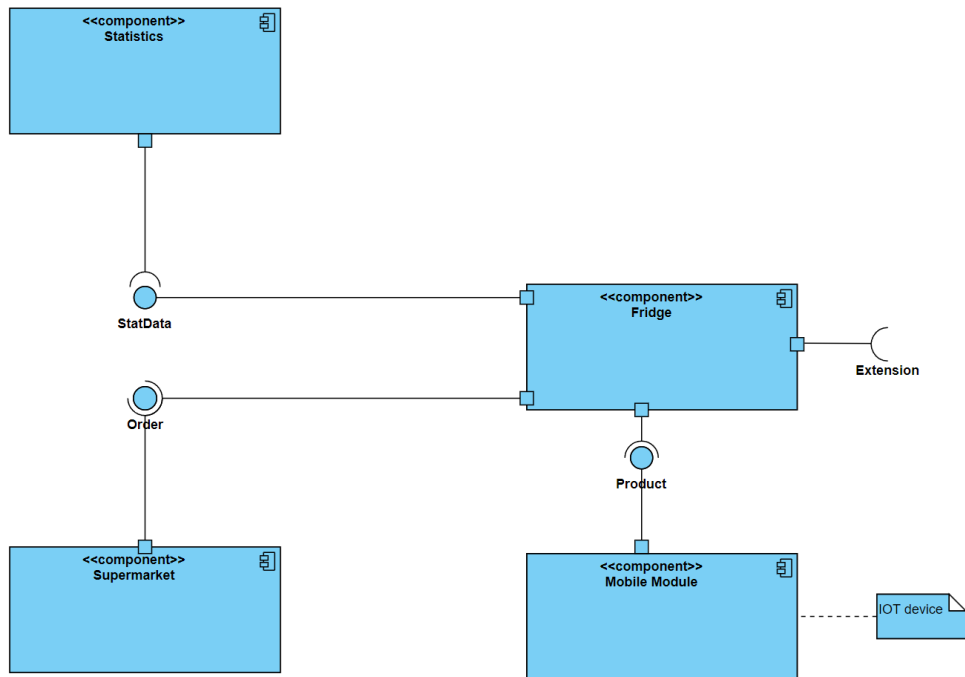 <<component>>
Statistics
StatData
<<component>>
Fridge
Extension
Order
Product
<<component>>
Supermarket
<<component>>
Mobile Module
IOT device